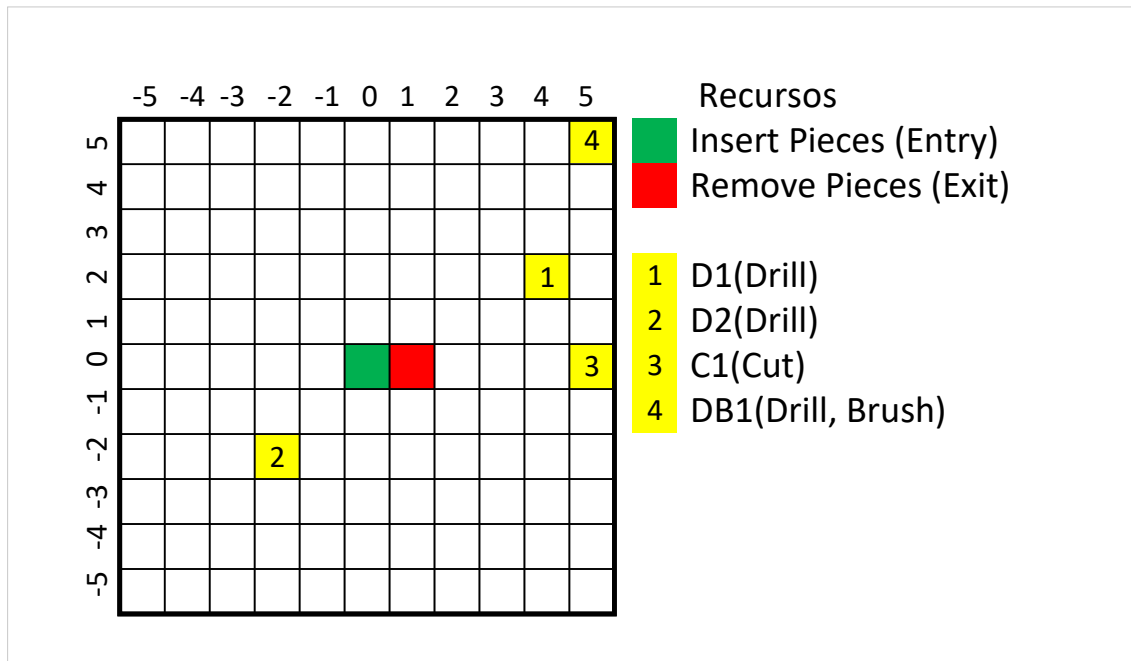 -5 -4 -3 -2 -1 0 1 2 3 4 5
Recursos
5
4
Insert Pieces (Entry)
4
Remove Pieces (Exit)
3
2
1
1 D1(Drill)
1
2 D2(Drill)
0
3
3 C1(Cut)
-1
4 DB1(Drill, Brush)
-2
2
-3
-4
-5